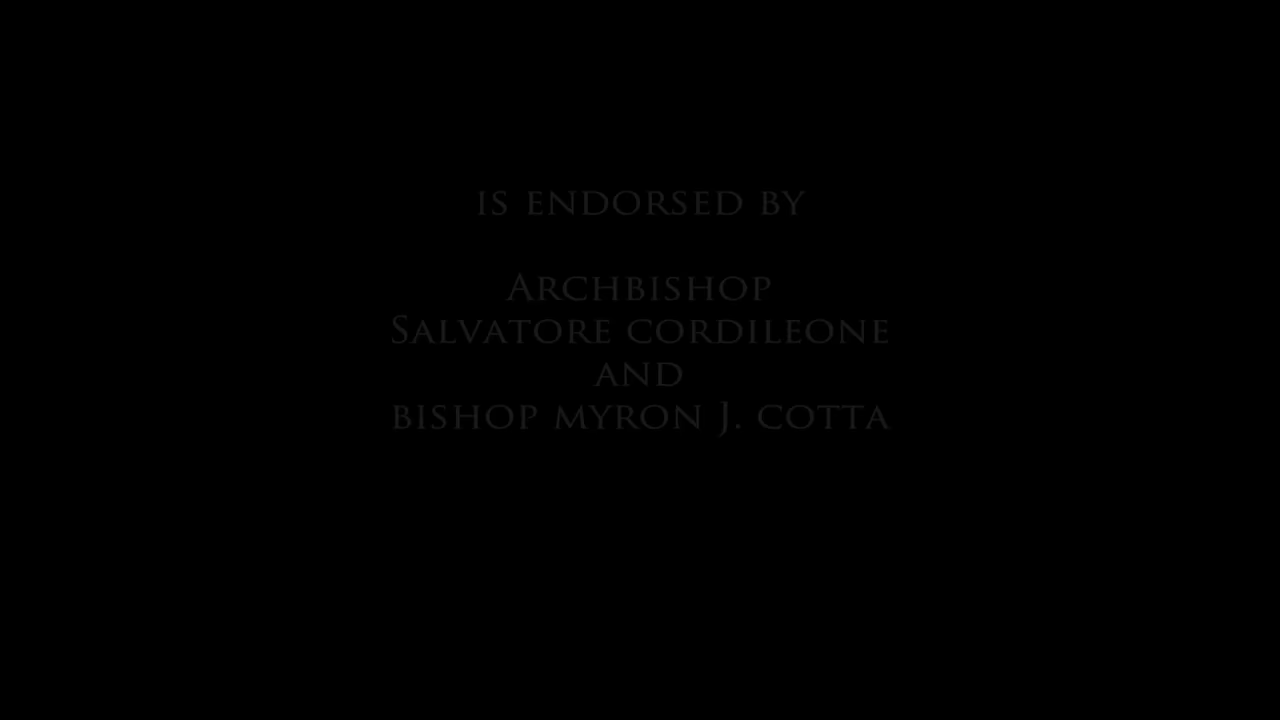 is endorsed by
Archbishop
Salvatore cordileone
and
bishop myron J. cotta